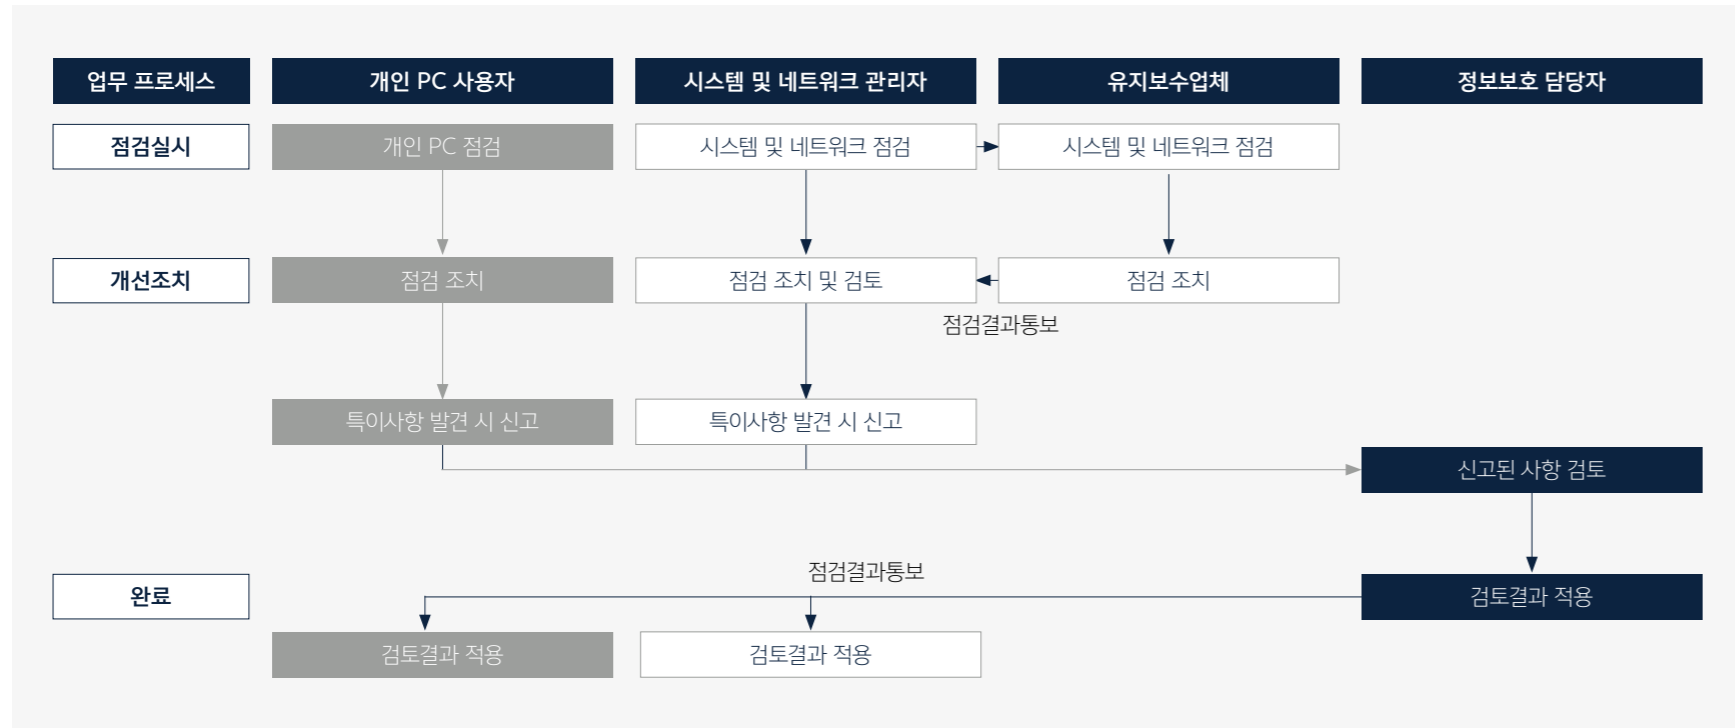 업무 프로세스
개인 PC 사용자
시스템 및 네트워크 관리자
유지보수업체
정보보호 담당자
점검실시
개인 PC 점검
시스템 및 네트워크 점검
시스템 및 네트워크 점검
개선조치
점검 조치
점검 조치 및 검토
점검 조치
점검결과통보
특이사항 발견 시 신고
특이사항 발견 시 신고
신고된 사항 검토
점검결과통보
완료
검토결과 적용
검토결과 적용
검토결과 적용